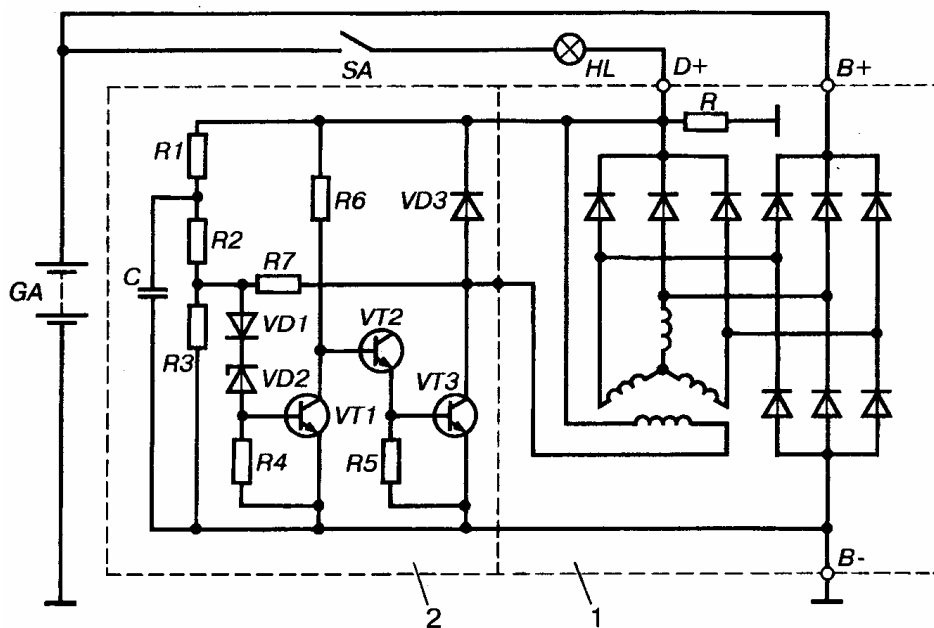 SA
HL
D+
B+
R
R1
R6
VD3
R2
R7
GA
C
VD1
VT2
R3
VD2
VT3
VT1
R4
R5
B-
2
1